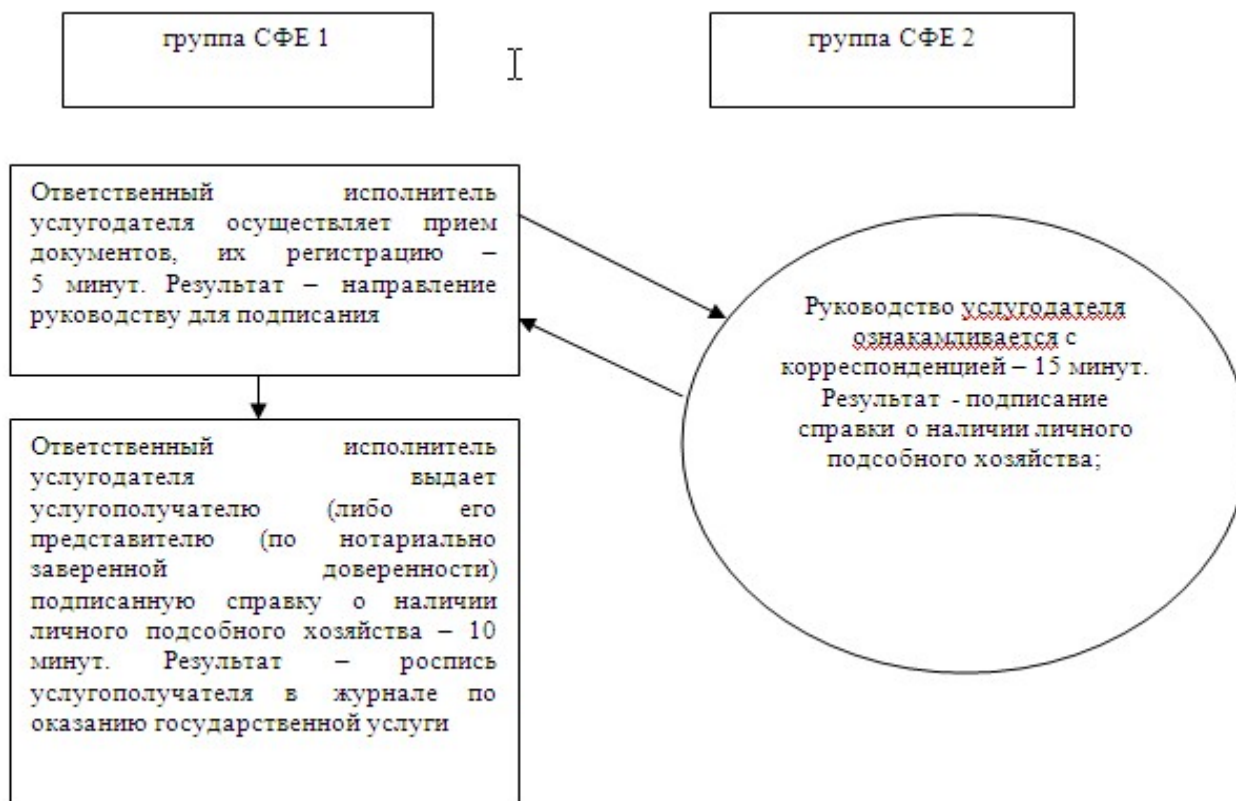 группа СФЕ 1
группа СФЕ 2
Ответственный исполнитель
услугодателя осуществляет прием
документов, их регистрацию –
5 минут. Результат – направление
руководству для подписания
Руководство услугодателя
ознакамливается с
корреспонденцией – 15 минут.
Результат - подписание
справки о наличии личного
подсобного хозяйства;
Ответственный исполнитель
услугодателя выдает
услугополучателю (либо его
представителю (по нотариально
заверенной доверенности)
подписанную справку о наличии
личного подсобного хозяйства – 10
минут. Результат – роспись
услугополучателя в журнале по
оказанию государственной услуги